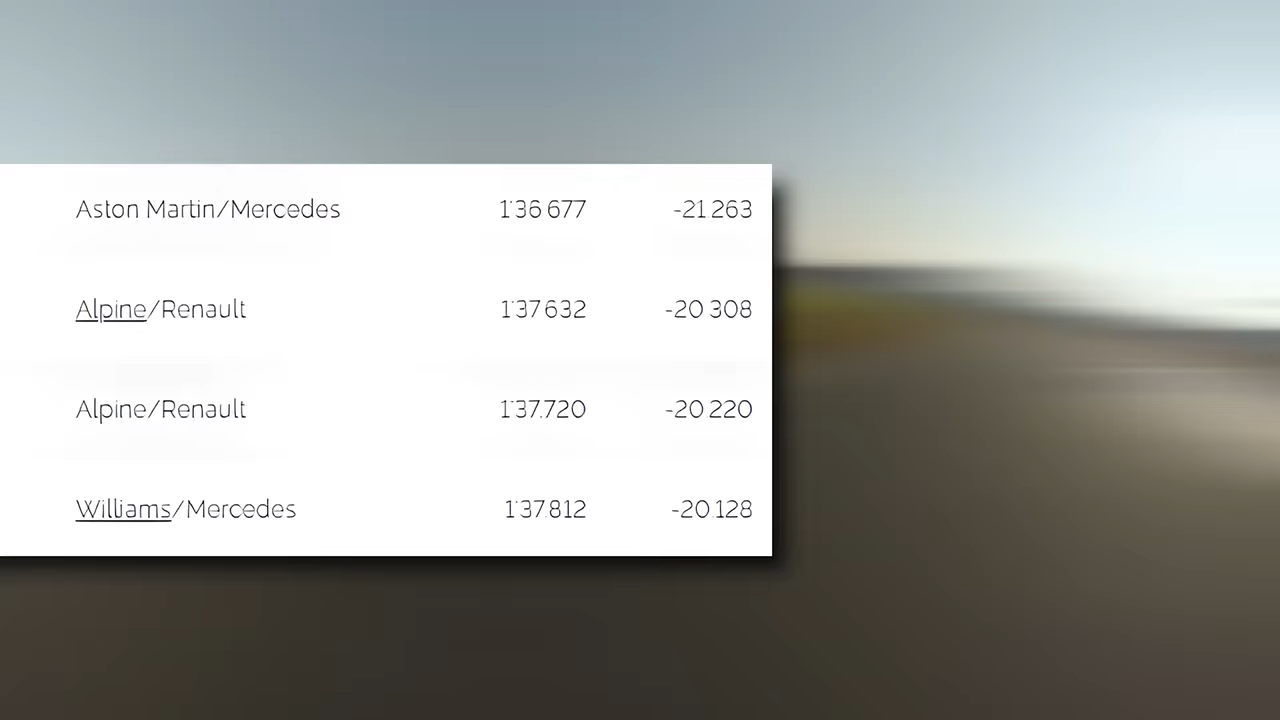 Aston Martin/Mercedes 1'36 677 -21 263
Alpine/Renault 1'37 632 -20 308
Alpine/Renault 1'37.720 -20 220
Williams/Mercedes 1'37.812 -20.128